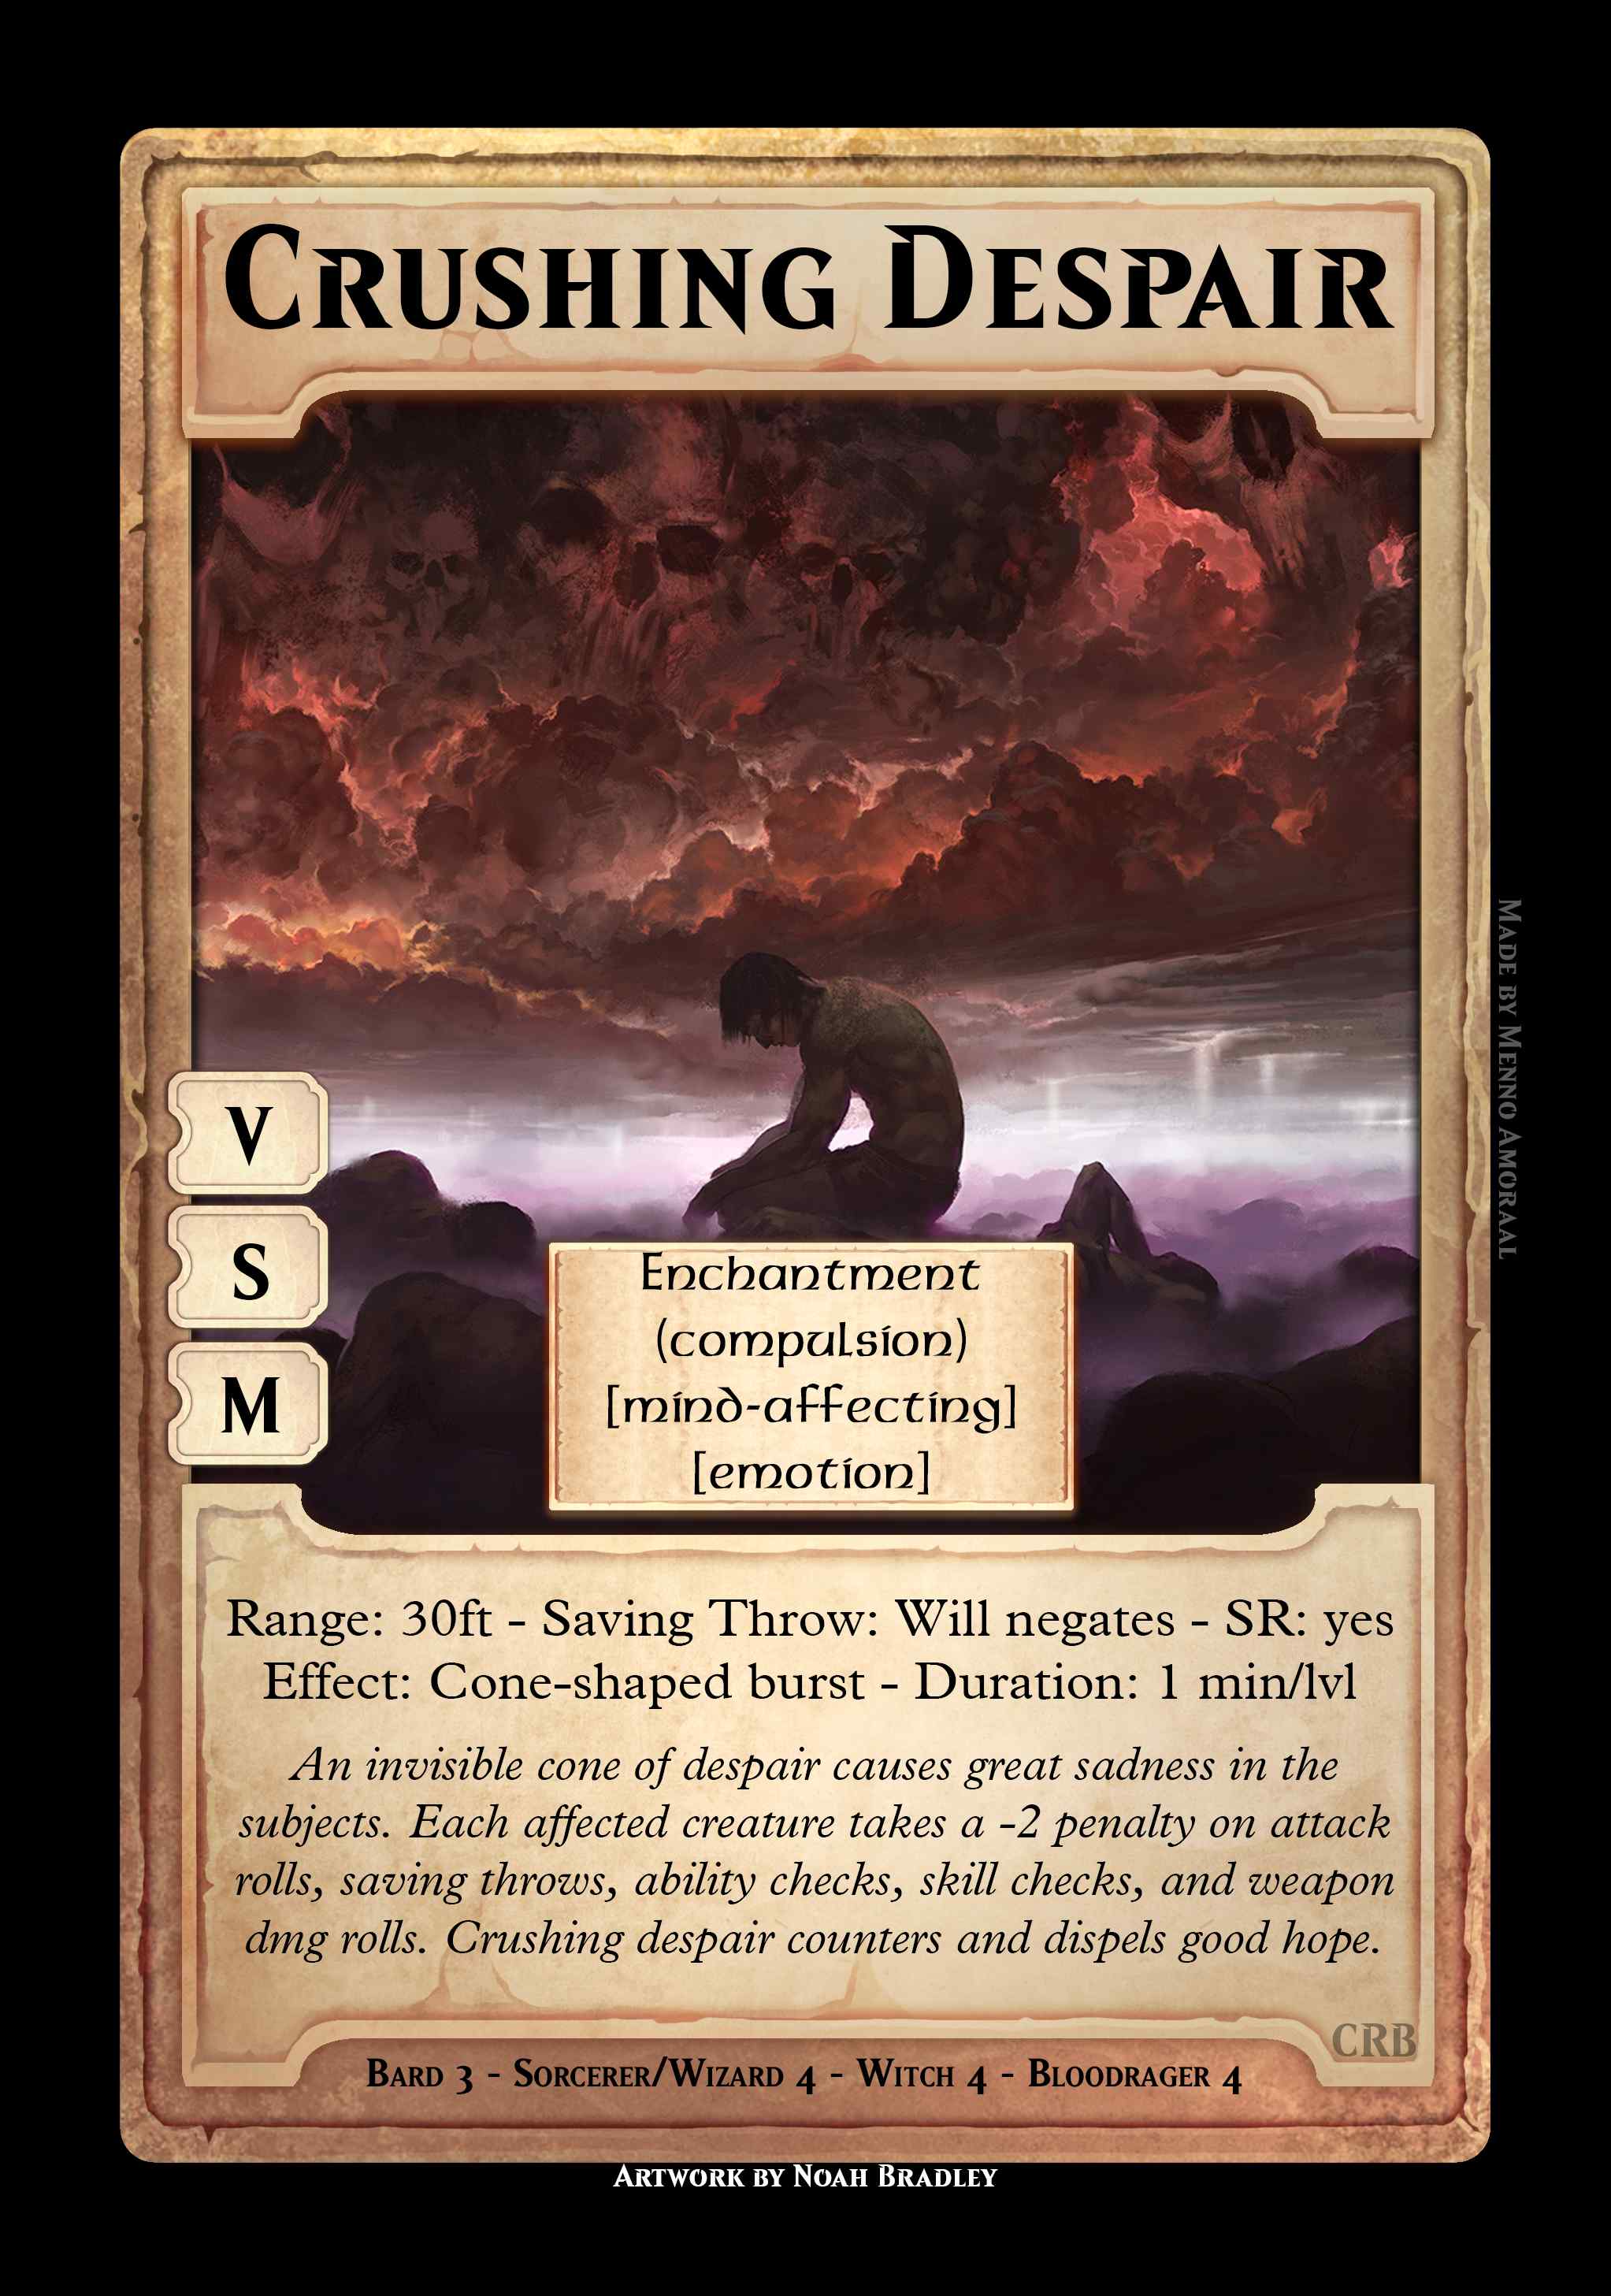 Crushing Despair
V
S
M
Enchantment
(compulsion)
[mind-affecting]
[emotion]
Range: 30ft - Saving Throw: Will negates - SR: yes
Effect: Cone-shaped burst - Duration: 1 min/lvl
An invisible cone of despair causes great sadness in the
subjects. Each affected creature takes a -2 penalty on attack
rolls, saving throws, ability checks, skill checks, and weapon
dmg rolls. Crushing despair counters and dispels good hope.
CRB
Bard 3 - Sorcerer/Wizard 4 - Witch 4 - Bloodrager 4
Artwork by Noah Bradley
Made by Menno Amoraal